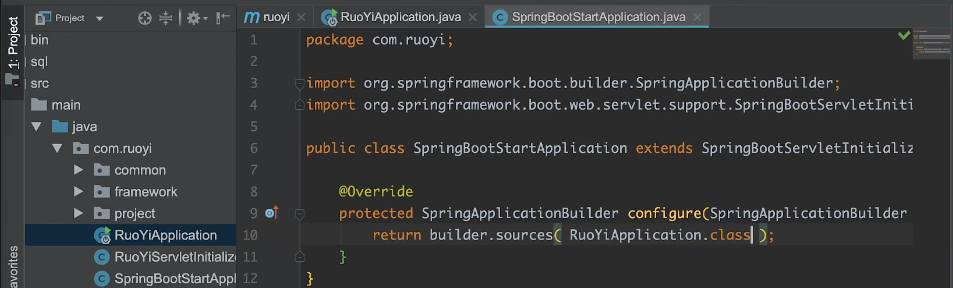 1: Project
Project
ruoyi
RuoYiApplication.java
SpringBootStartApplication.java
bin
sql
src
main
java
com.ruoyi
common
framework
project
RuoYiApplication
RuoYiServletInitialize
SpringBootStartAppl
avorites
1 package com.ruoyi;
2
3 import org.springframework.boot.builder.SpringApplicationBuilder;
4 import org.springframework.boot.web.servlet.support.SpringBootServletIniti
5
6 public class SpringBootStartApplication extends SpringBootServletInitializ
7
8 @Override
9 protected SpringApplicationBuilder configure(SpringApplicationBuilder
10 return builder.sources( RuoYiApplication.class );
11 }
12 }